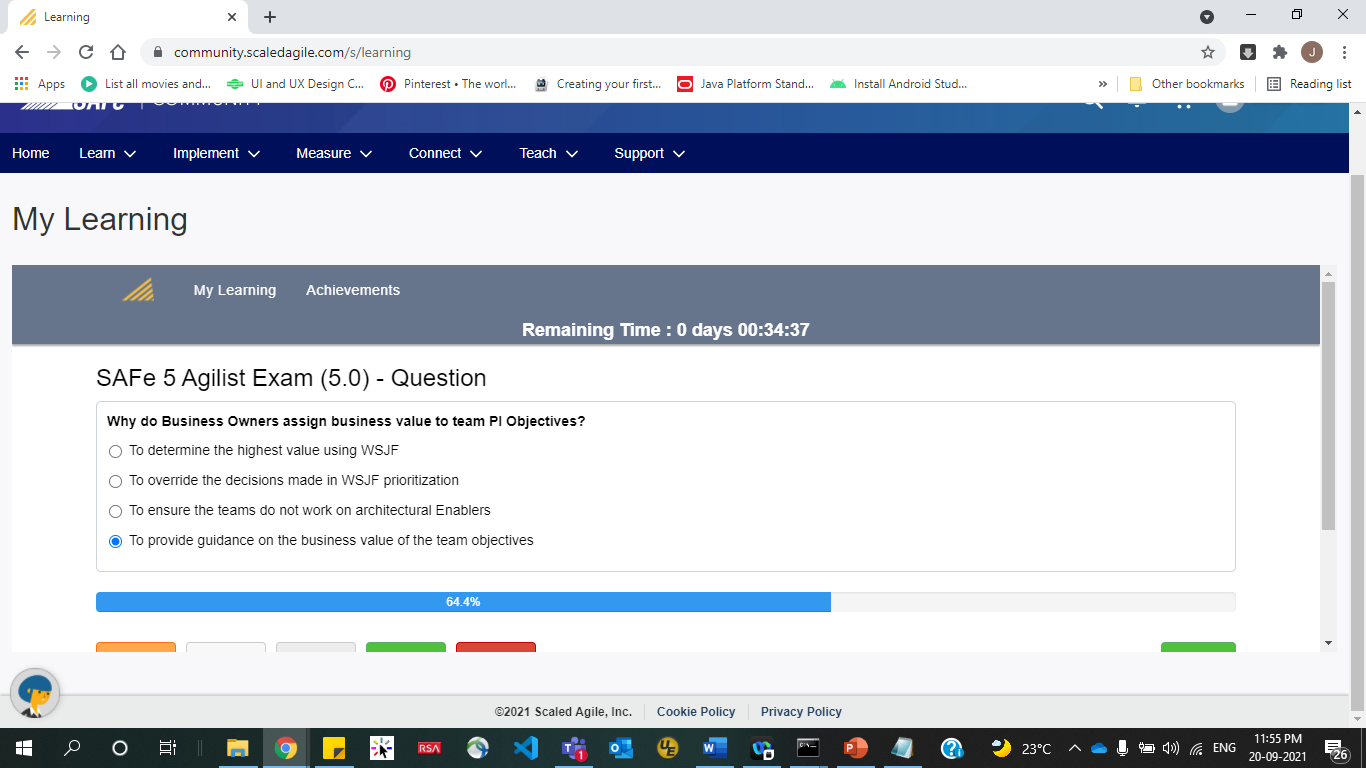 Learning
community.scaledagile.com/s/learning
Apps List all movies and... UI and UX Design C... Pinterest • The worl... Creating your first... Java Platform Stand... Install Android Stud... » Other bookmarks Reading list
J
Home Learn Implement Measure Connect Teach Support
My Learning
My Learning Achievements
Remaining Time : 0 days 00:34:37
SAFe 5 Agilist Exam (5.0) - Question
Why do Business Owners assign business value to team PI Objectives?
To determine the highest value using WSJF
To override the decisions made in WSJF prioritization
To ensure the teams do not work on architectural Enablers
To provide guidance on the business value of the team objectives
64.4%
©2021 Scaled Agile, Inc. Cookie Policy Privacy Policy
RSA
1
UE
23°C ENG 11:55 PM
20-09-2021
26